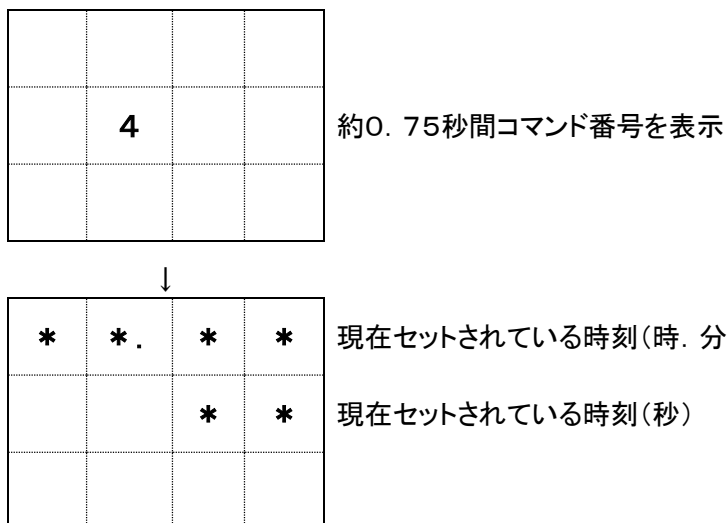 4
約0.75秒間コマンド番号を表示
↓
* *. * *
現在セットされている時刻(時.分
* *
現在セットされている時刻(秒)